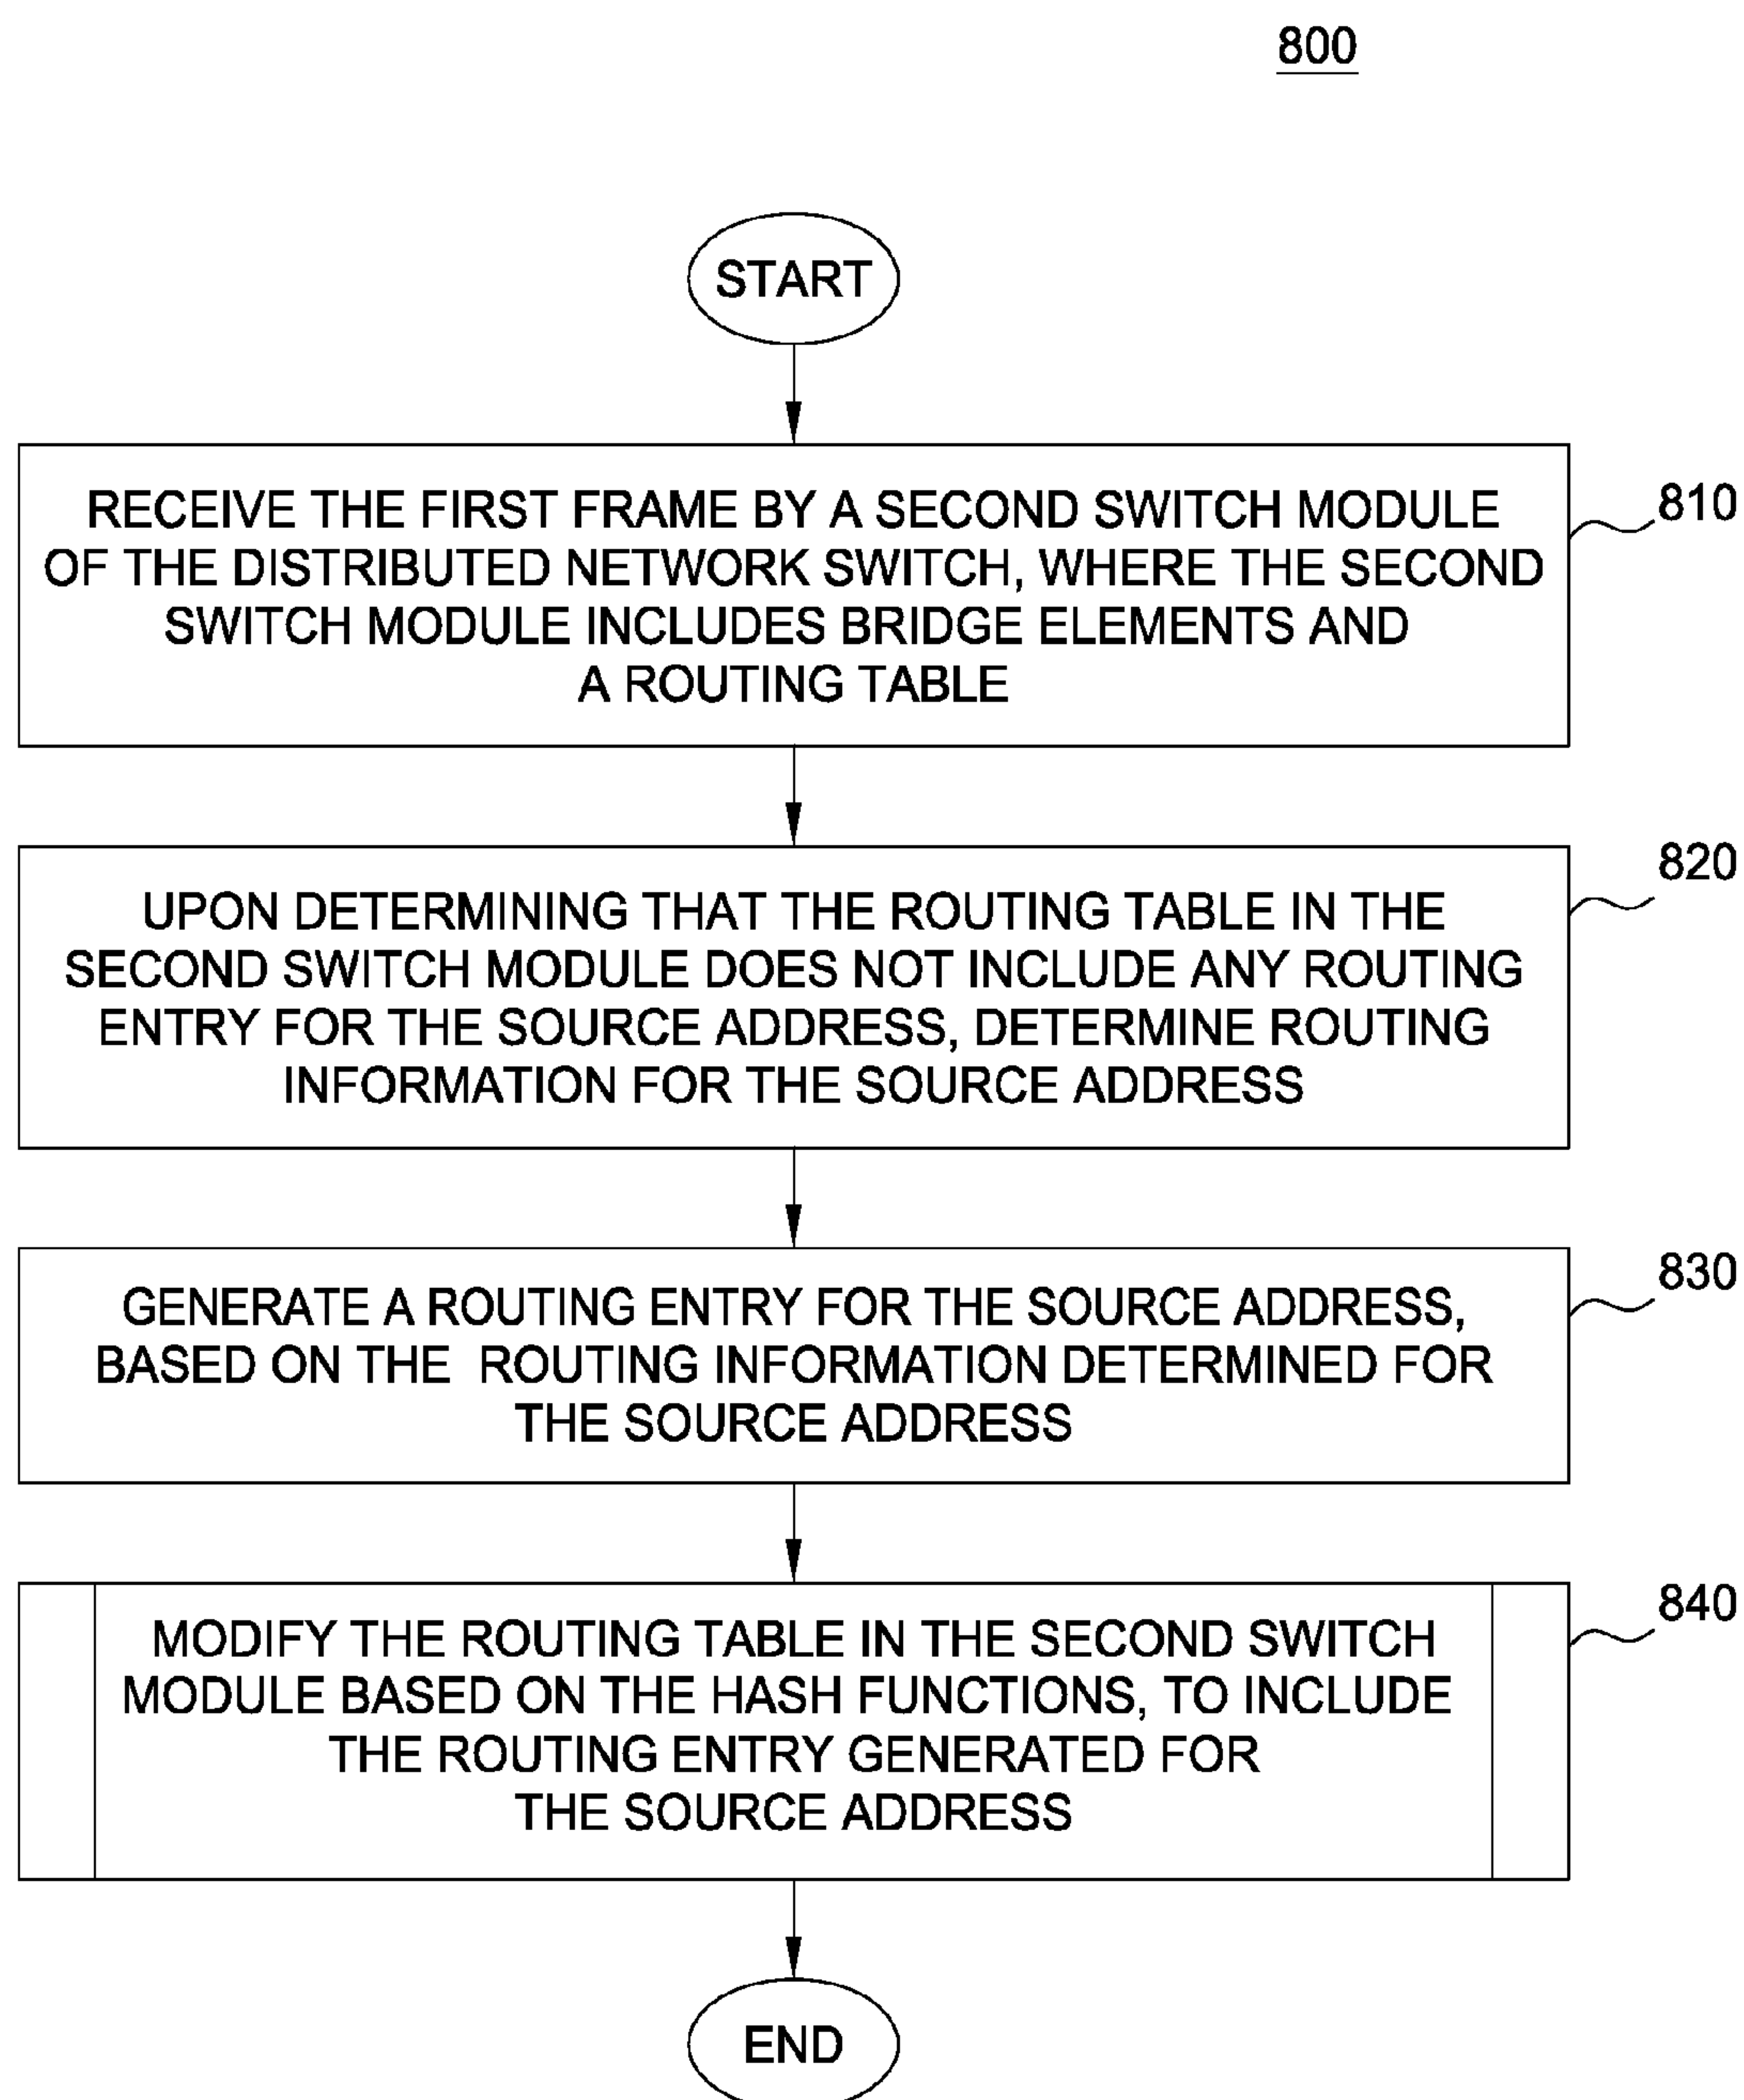 800
START
RECEIVE THE FIRST FRAME BY A SECOND SWITCH MODULE
OF THE DISTRIBUTED NETWORK SWITCH, WHERE THE SECOND
SWITCH MODULE INCLUDES BRIDGE ELEMENTS AND
A ROUTING TABLE
810
UPON DETERMINING THAT THE ROUTING TABLE IN THE
SECOND SWITCH MODULE DOES NOT INCLUDE ANY ROUTING
ENTRY FOR THE SOURCE ADDRESS, DETERMINE ROUTING
INFORMATION FOR THE SOURCE ADDRESS
820
GENERATE A ROUTING ENTRY FOR THE SOURCE ADDRESS,
BASED ON THE ROUTING INFORMATION DETERMINED FOR
THE SOURCE ADDRESS
830
MODIFY THE ROUTING TABLE IN THE SECOND SWITCH
MODULE BASED ON THE HASH FUNCTIONS, TO INCLUDE
THE ROUTING ENTRY GENERATED FOR
THE SOURCE ADDRESS
840
END